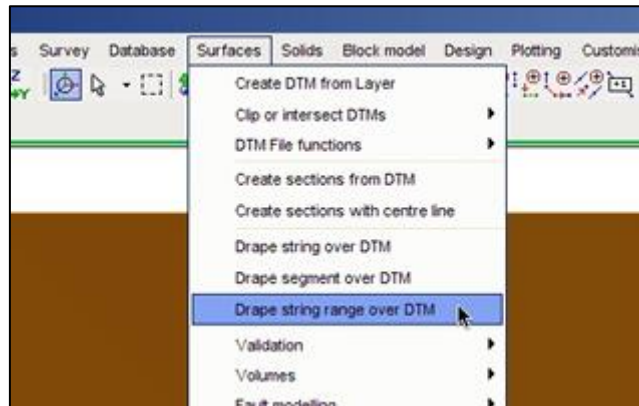 s Survey Database Surfaces Solids Block model Design Plotting Customis
Create DTM from Layer
Clip or intersect DTMs
DTM File functions
Create sections from DTM
Create sections with centre line
Drape string over DTM
Drape segment over DTM
Drape string range over DTM
Validation
Volumes
Fault modelling